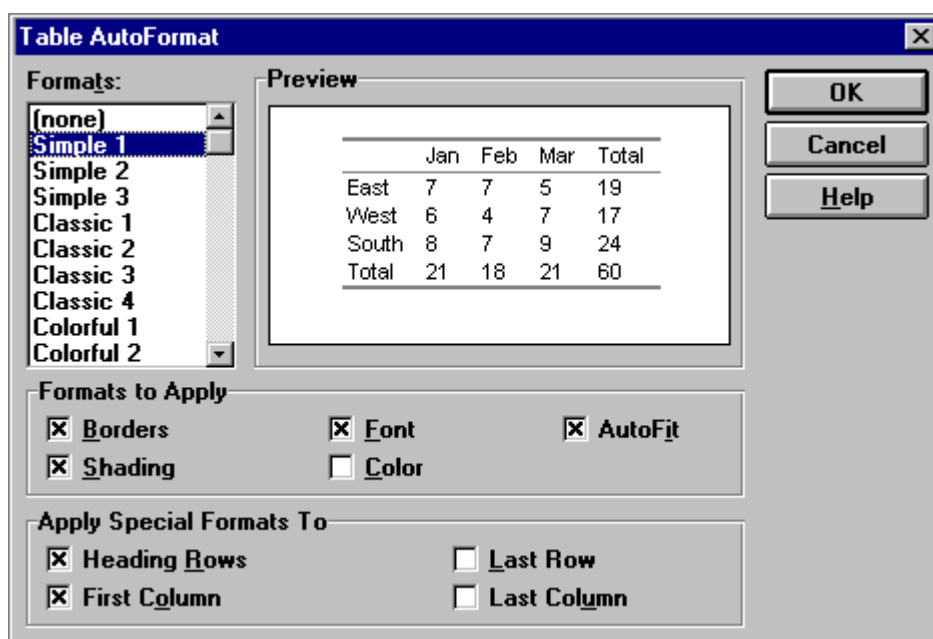 Table AutoFormat
Formats:
(none)
Simple 1
Simple 2
Simple 3
Classic 1
Classic 2
Classic 3
Classic 4
Colorful 1
Colorful 2
Preview
Jan Feb Mar Total
East 7 7 5 19
West 6 4 7 17
South 8 7 9 24
Total 21 18 21 60
OK
Cancel
Help
Formats to Apply
Borders Font AutoFit
Shading Color
Apply Special Formats To
Heading Rows Last Row
First Column Last Column